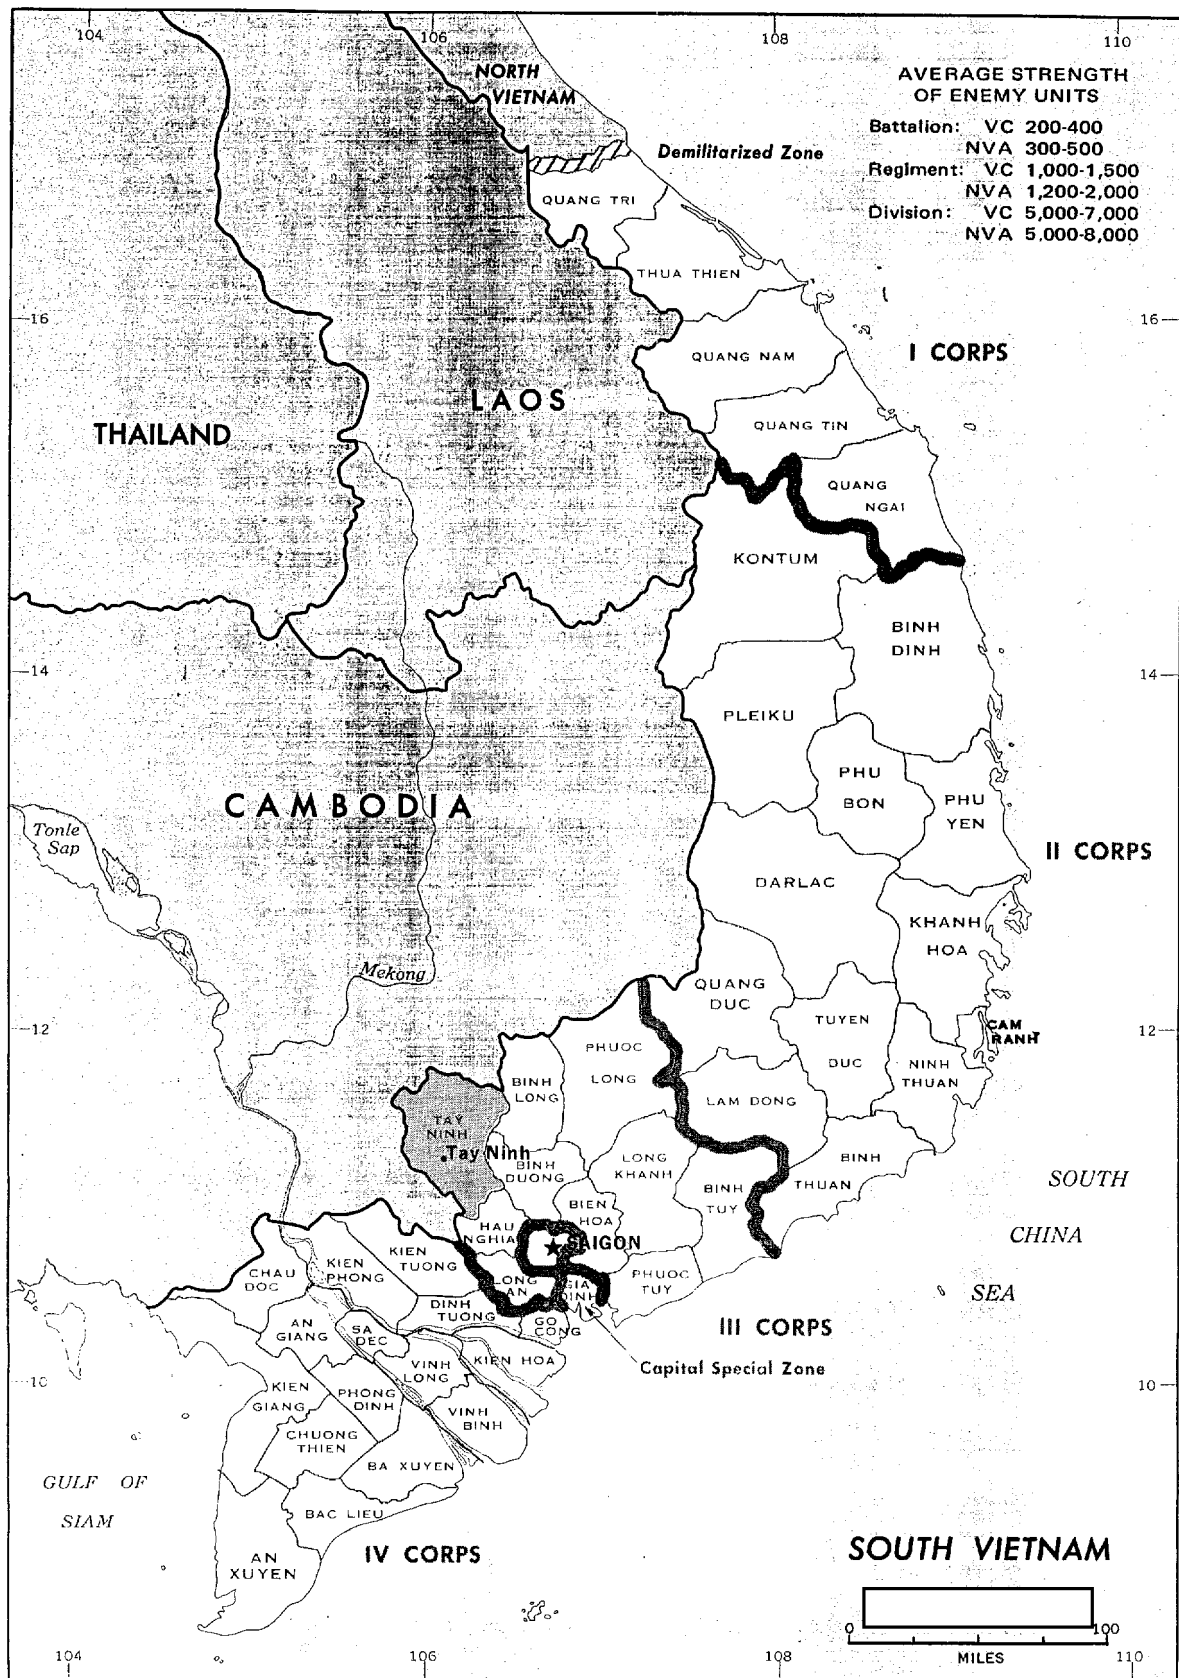 104
106
108
110
NORTH
VIETNAM
AVERAGE STRENGTH
OF ENEMY UNITS
Battalion: VC 200-400
NVA 300-500
Regiment: VC 1,000-1,500
NVA 1,200-2,000
Division: VC 5,000-7,000
NVA 5,000-8,000
Demilitarized Zone
QUANG TRI
THUA THIEN
16
16
I CORPS
QUANG NAM
LAOS
THAILAND
QUANG TIN
QUANG
NGAI
KONTUM
BINH
DINH
14
14
PLEIKU
PHU
BON
PHU
YEN
CAMBODIA
Tonle
Sap
II CORPS
DARLAC
KHANH
HOA
Mekong
QUANG
DUC
12
12
TUYEN
DUC
CAM
RANH
NINH
THUAN
PHUOC
LONG
BINH
LONG
LAM DONG
TAY
NINH
Tay Ninh
BINH
DUONG
LONG
KHANH
BINH
TUY
BINH
THUAN
SOUTH
CHINA
SEA
HAU
NGHIA
BIEN
HOA
SAIGON
PHUOC
TUY
CHAU
DOC
KIEN
PHONG
KIEN
TUONG
LONG
AN
GIA
DINH
DINH
TUONG
GO
CONG
AN
GIANG
SA
DEC
III CORPS
Capital Special Zone
VINH
LONG
KIEN HOA
10
10
KIEN
GIANG
PHONG
DINH
VINH
BINH
CHUONG
THIEN
BA XUYEN
GULF OF
SIAM
BAC LIEU
AN
XUYEN
IV CORPS
SOUTH VIETNAM
0
100
MILES
104
106
108
110